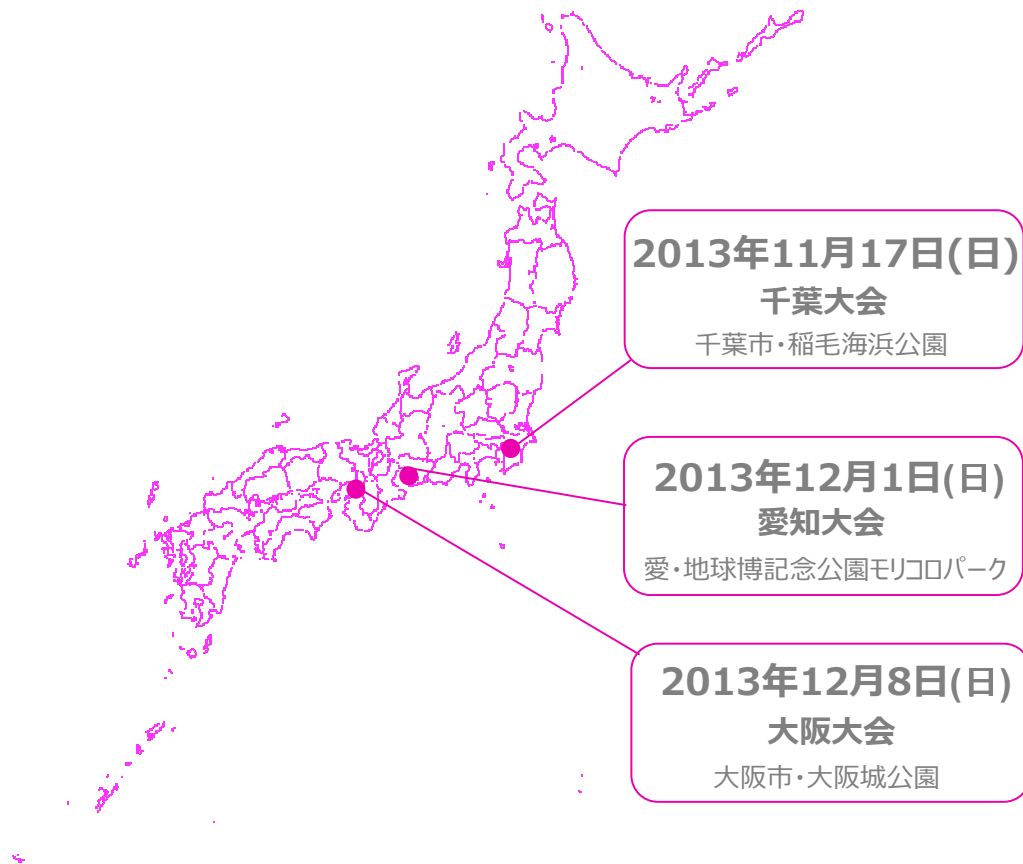 2013年11月17日(日)
千葉大会
千葉市・稲毛海浜公園
2013年12月1日(日)
愛知大会
愛・地球博記念公園モリコロパーク
2013年12月8日(日)
大阪大会
大阪市・大阪城公園